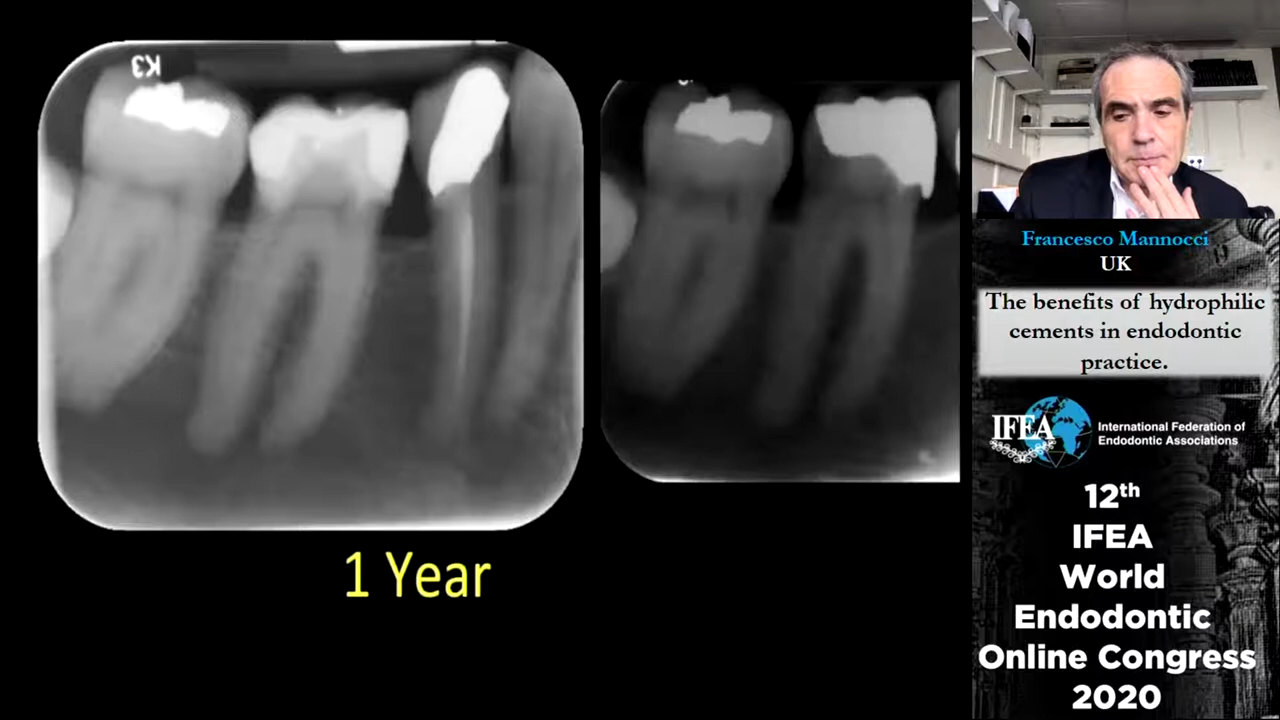 K3
1 Year
Francesco Mannocci
UK
The benefits of hydrophilic
cements in endodontic
practice.
IFEA
International Federation of
Endodontic Associations
12th
IFEA
World
Endodontic
Online Congress
2020